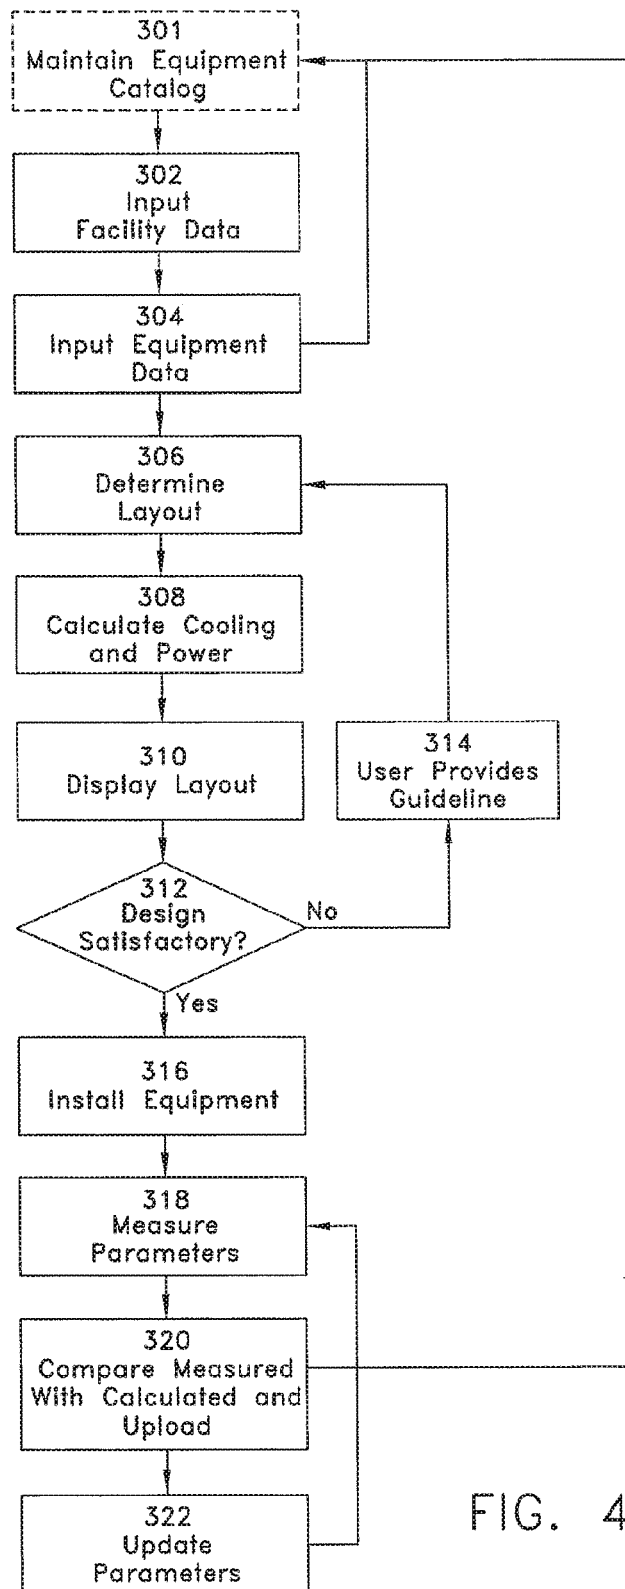 301
Maintain Equipment
Catalog
302
Input
Facility Data
304
Input Equipment
Data
306
Determine
Layout
308
Calculate Cooling
and Power
310
Display Layout
314
User Provides
Guideline
312
Design
Satisfactory?
No
Yes
316
Install Equipment
318
Measure
Parameters
320
Compare Measured
With Calculated and
Upload
322
Update
Parameters
FIG. 4